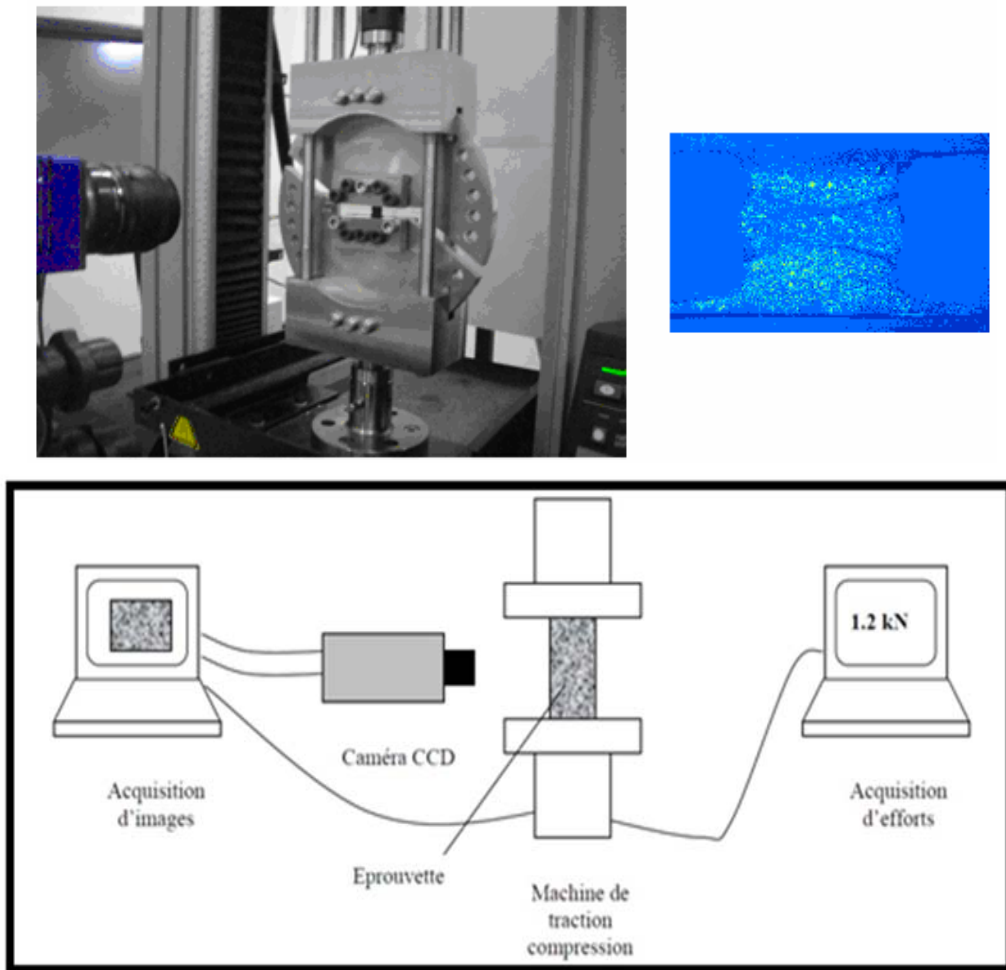 1.2 kN
Caméra CCD
Acquisition
d'images
Acquisition
d'efforts
Eprouvette
Machine de
traction
compression